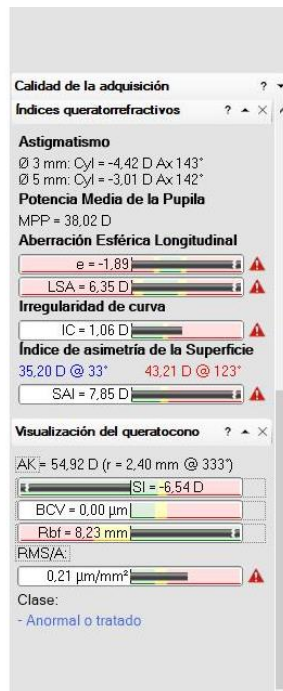 Calidad de la adquisición ?
Índices queratorrefractivos ?
Astigmatismo
Ø 3 mm: Cyl = -4,42 D Ax 143°
Ø 5 mm: Cyl = -3,01 D Ax 142°
Potencia Media de la Pupila
MPP = 38,02 D
Aberración Esférica Longitudinal
e = -1,89
LSA = 6,35 D
Irregularidad de curva
IC = 1,06 D
Índice de asimetría de la Superficie
35,20 D @ 33° 43,21 D @ 123°
SAI = 7,85 D
Visualización del queratocono ?
AK = 54,92 D (r = 2,40 mm @ 333°)
SI = -6,54 D
BCV = 0,00 µm
Rbf = 8,23 mm
RMS/A:
0,21 µm/mm²
Clase:
- Anormal o tratado